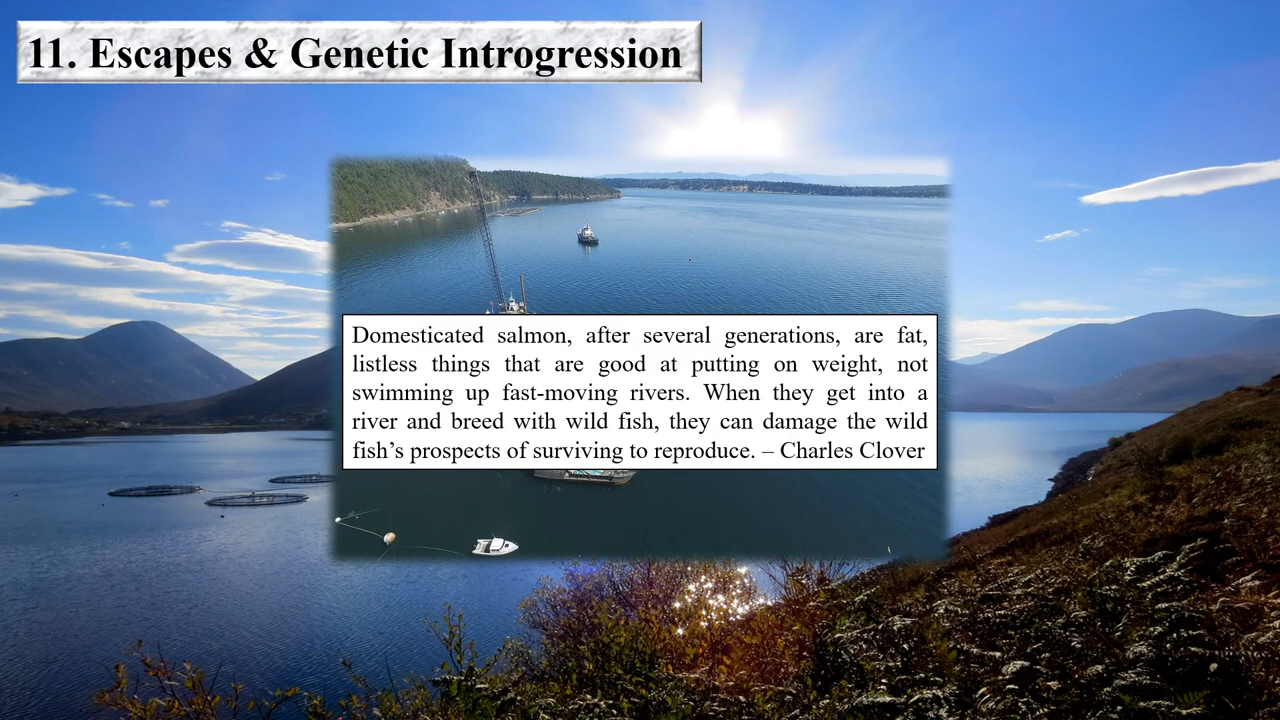 11. Escapes & Genetic Introgression
Domesticated salmon, after several generations, are fat,
listless things that are good at putting on weight, not
swimming up fast-moving rivers. When they get into a
river and breed with wild fish, they can damage the wild
fish’s prospects of surviving to reproduce. – Charles Clover